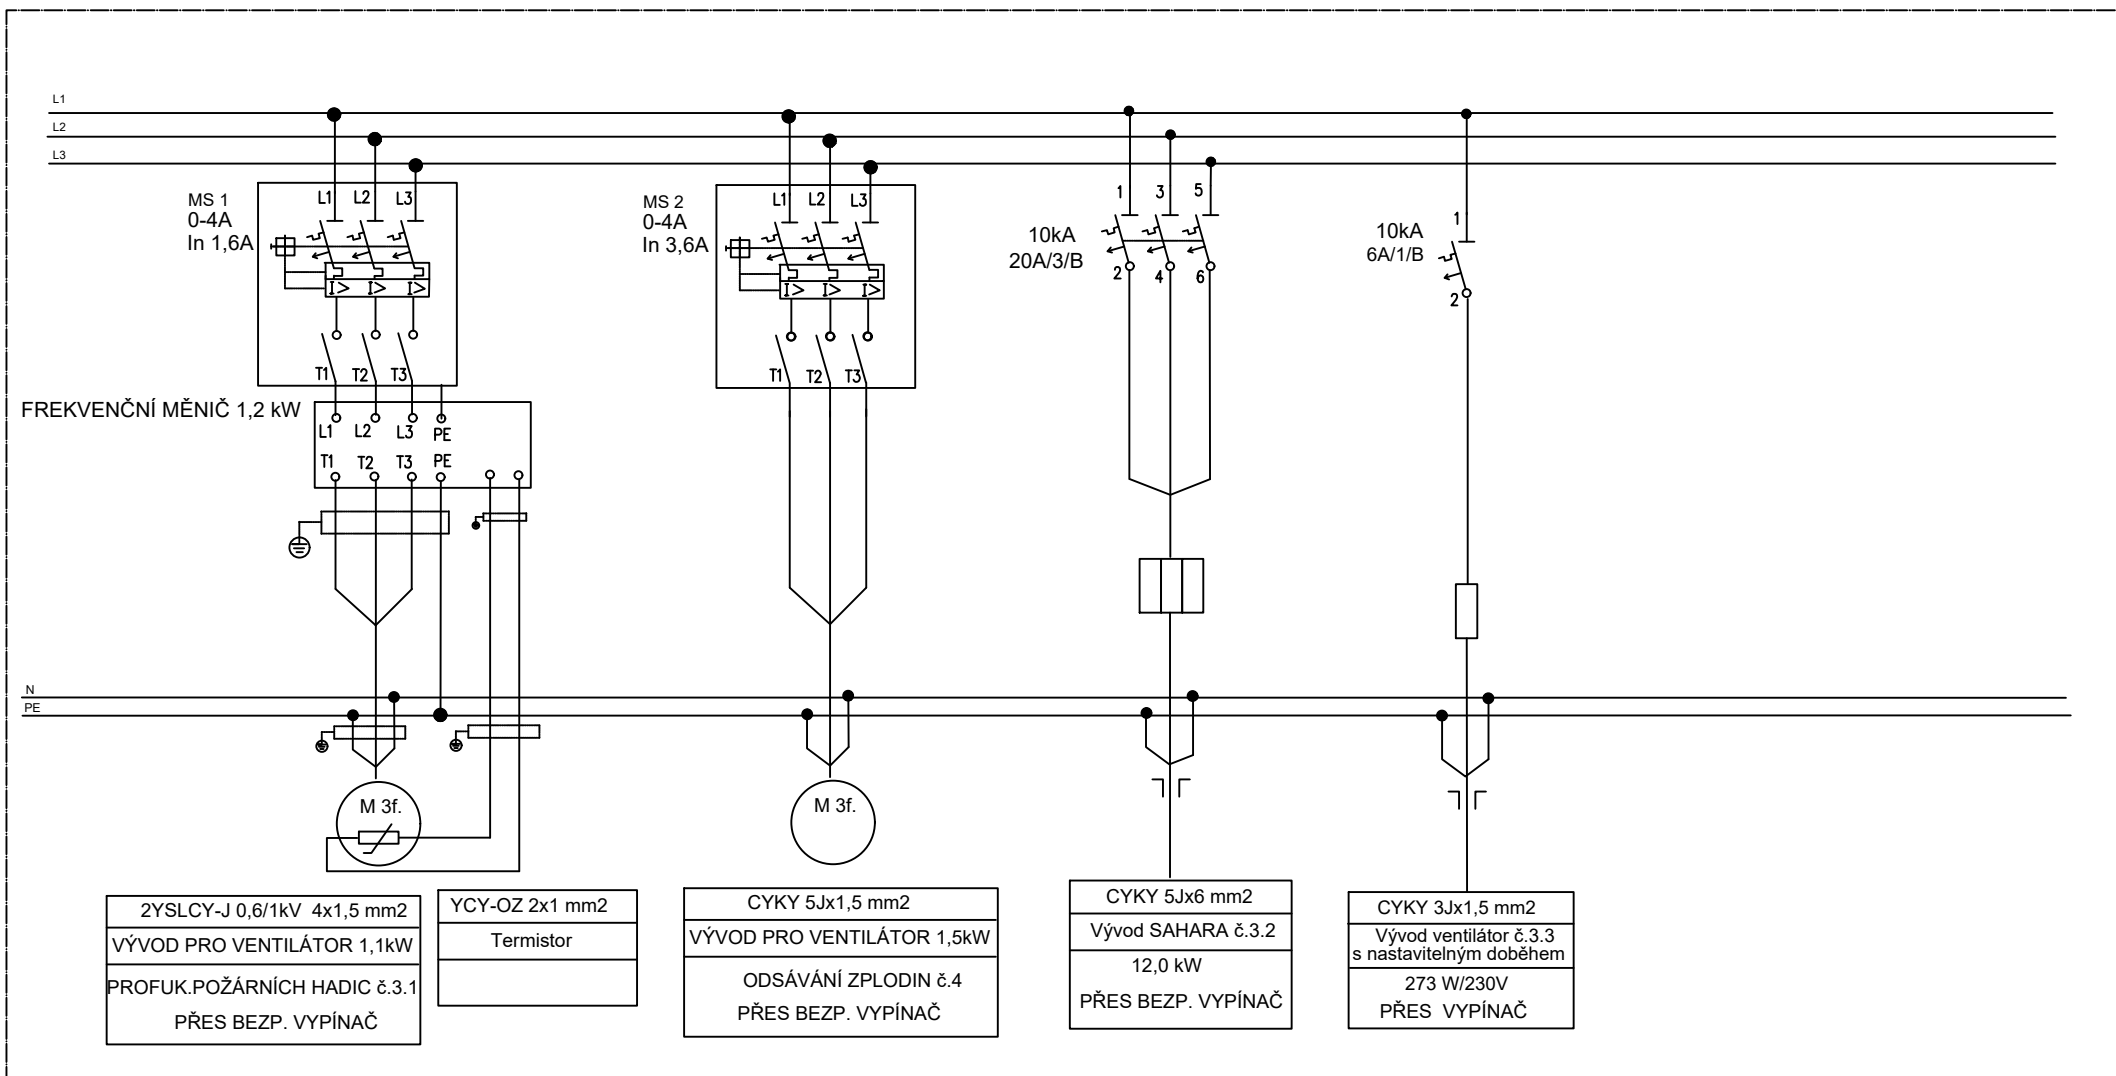 L1
L2
L3
MS 1
0-4A
In 1,6A
L1 L2 L3
I> I> I>
T1 T2 T3
FREKVENČNÍ MĚNIČ 1,2 kW
L1 L2 L3 PE
T1 T2 T3 PE
MS 2
0-4A
In 3,6A
L1 L2 L3
I> I> I>
T1 T2 T3
10kA
20A/3/B
1 3 5
2 4 6
10kA
6A/1/B
1
2
N
PE
M 3f.
M 3f.
2YSLCY-J 0,6/1kV 4x1,5 mm2
VÝVOD PRO VENTILÁTOR 1,1kW
PROFUK.POŽÁRNÍCH HADIC č.3.1
PŘES BEZP. VYPÍNAČ
YCY-OZ 2x1 mm2
Termistor
CYKY 5Jx1,5 mm2
VÝVOD PRO VENTILÁTOR 1,5kW
ODSÁVÁNÍ ZPLODIN č.4
PŘES BEZP. VYPÍNAČ
CYKY 5Jx6 mm2
Vývod SAHARA č.3.2
12,0 kW
PŘES BEZP. VYPÍNAČ
CYKY 3Jx1,5 mm2
Vývod ventilátor č.3.3
s nastavitelným doběhem
273 W/230V
PŘES VYPÍNAČ